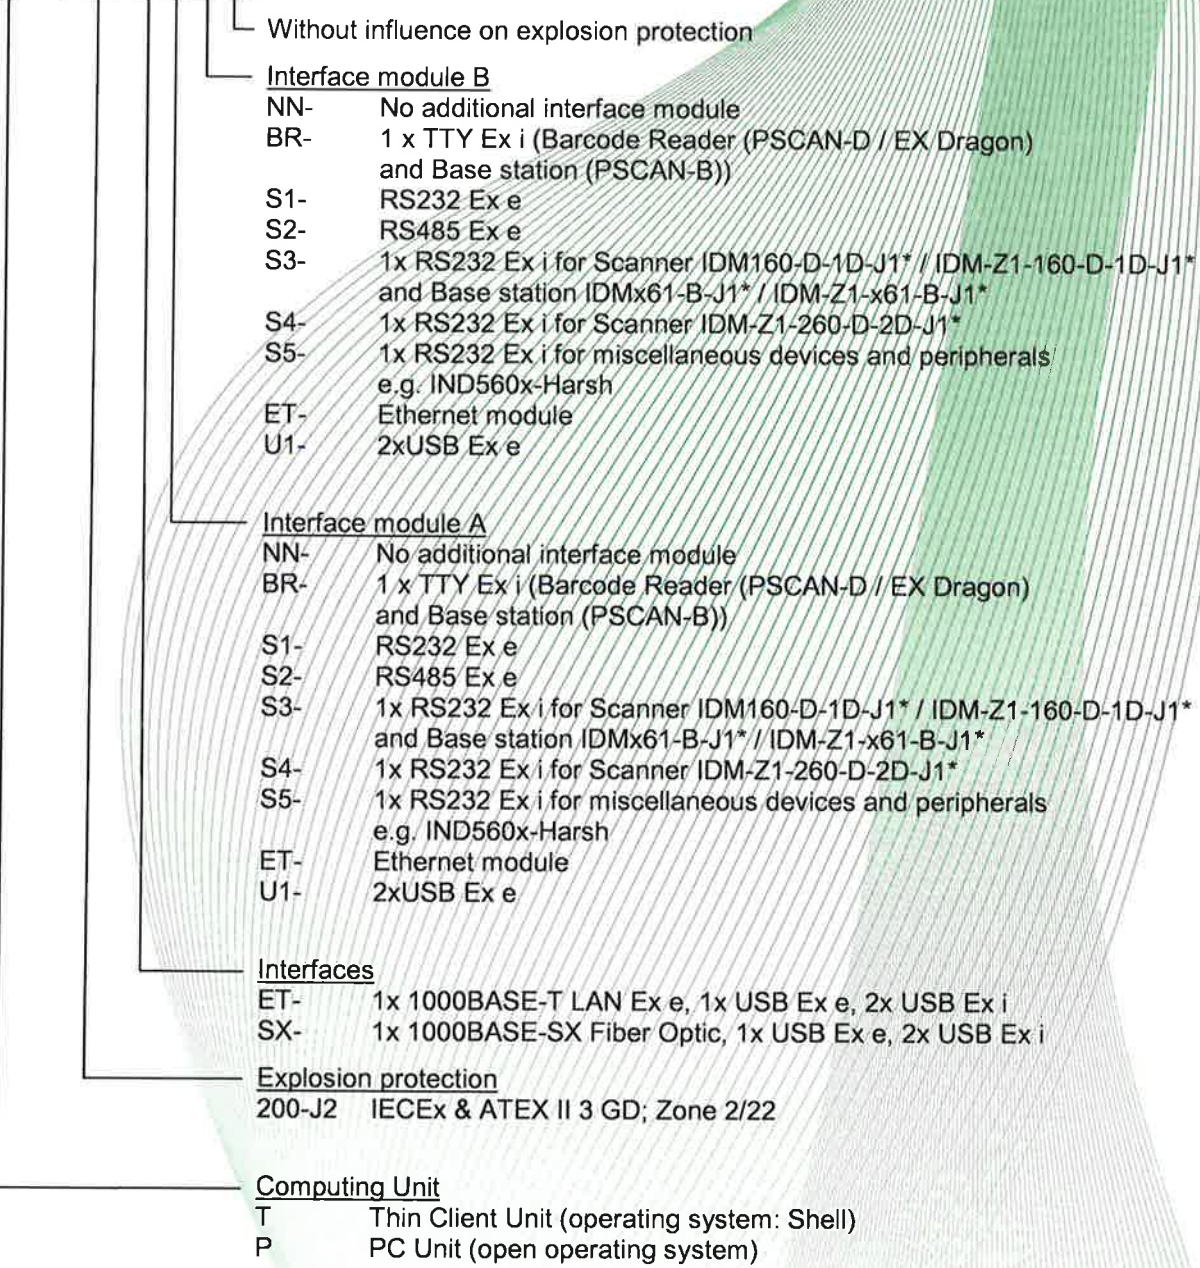 Without influence on explosion protection
Interface module B
NN- No additional interface module
BR- 1 x TTY Ex i (Barcode Reader (PSCAN-D / EX Dragon)
and Base station (PSCAN-B))
S1- RS232 Ex e
S2- RS485 Ex e
S3- 1x RS232 Ex i for Scanner IDM160-D-1D-J1* / IDM-Z1-160-D-1D-J1*
and Base station IDMx61-B-J1* / IDM-Z1-x61-B-J1*
S4- 1x RS232 Ex i for Scanner IDM-Z1-260-D-2D-J1*
S5- 1x RS232 Ex i for miscellaneous devices and peripherals
e.g. IND560x-Harsh
ET- Ethernet module
U1- 2xUSB Ex e
Interface module A
NN- No additional interface module
BR- 1 x TTY Ex i (Barcode Reader (PSCAN-D / EX Dragon)
and Base station (PSCAN-B))
S1- RS232 Ex e
S2- RS485 Ex e
S3- 1x RS232 Ex i for Scanner IDM160-D-1D-J1* / IDM-Z1-160-D-1D-J1*
and Base station IDMx61-B-J1* / IDM-Z1-x61-B-J1*
S4- 1x RS232 Ex i for Scanner IDM-Z1-260-D-2D-J1*
S5- 1x RS232 Ex i for miscellaneous devices and peripherals
e.g. IND560x-Harsh
ET- Ethernet module
U1- 2xUSB Ex e
Interfaces
ET- 1x 1000BASE-T LAN Ex e, 1x USB Ex e, 2x USB Ex i
SX- 1x 1000BASE-SX Fiber Optic, 1x USB Ex e, 2x USB Ex i
Explosion protection
200-J2 IECEx & ATEX II 3 GD; Zone 2/22
Computing Unit
T Thin Client Unit (operating system: Shell)
P PC Unit (open operating system)